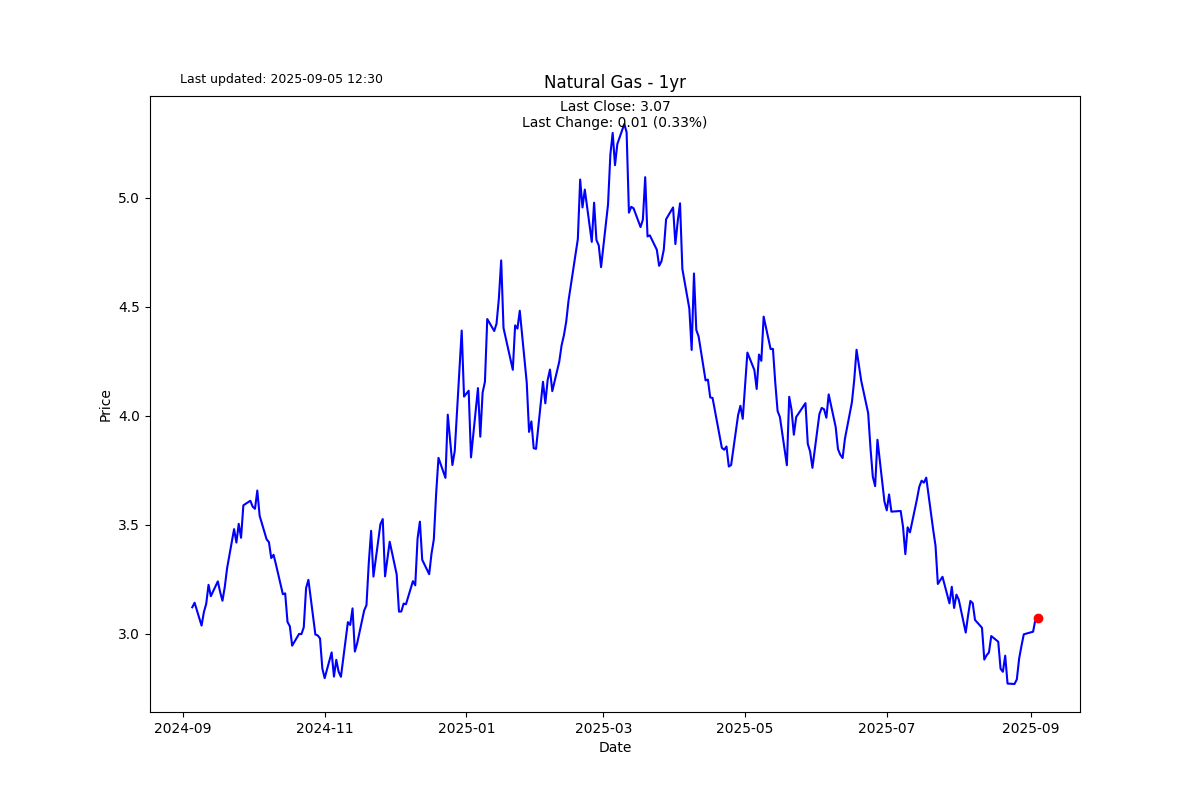 Last updated: 2025-09-05 12:30
Natural Gas - 1yr
Last Close: 3.07
Last Change: 0.01 (0.33%)
Price
5.0
4.5
4.0
3.5
3.0
2024-09
2024-11
2025-01
2025-03
2025-05
2025-07
2025-09
Date